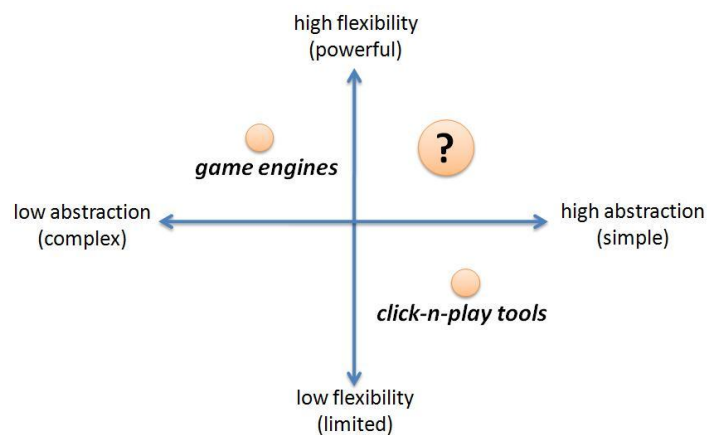 high flexibility
(powerful)
?
game engines
low abstraction
(complex)
high abstraction
(simple)
click-n-play tools
low flexibility
(limited)